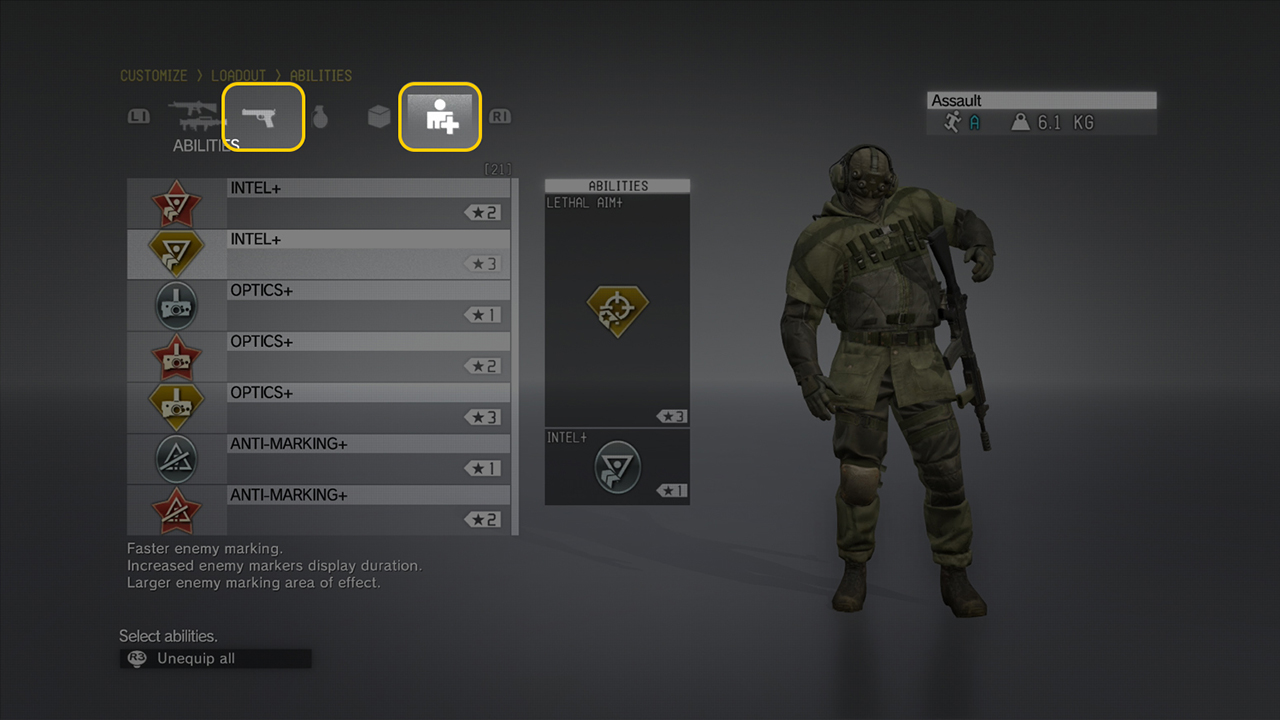 CUSTOMIZE > LOADOUT > ABILITIES
L1
R1
ABILITIES
[21]
INTEL+
★2
INTEL+
★3
OPTICS+
★1
OPTICS+
★2
OPTICS+
★3
ANTI-MARKING+
★1
ANTI-MARKING+
★2
Faster enemy marking.
Increased enemy markers display duration.
Larger enemy marking area of effect.
Select abilities.
R3 Unequip all
ABILITIES
LETHAL AIM+
★3
INTEL+
★1
Assault
A 6.1 KG